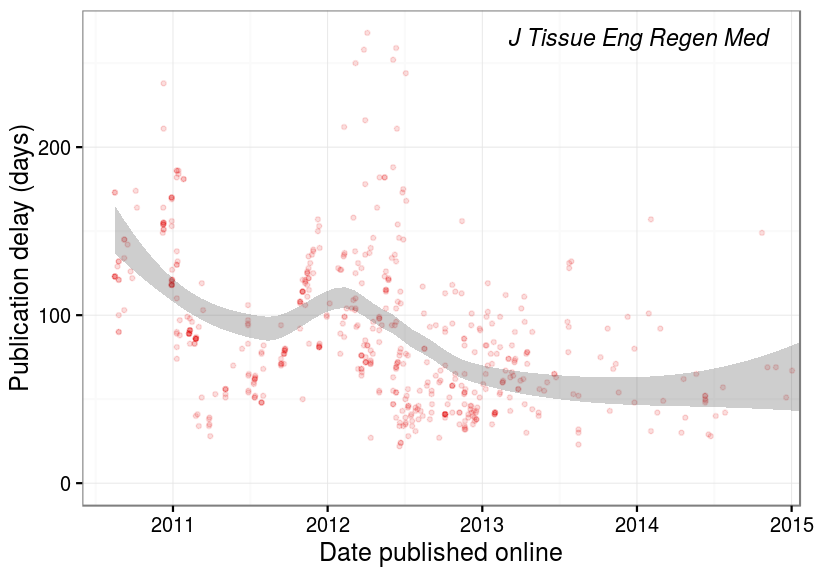 J Tissue Eng Regen Med
Publication delay (days)
200
100
0
2011 2012 2013 2014 2015
Date published online